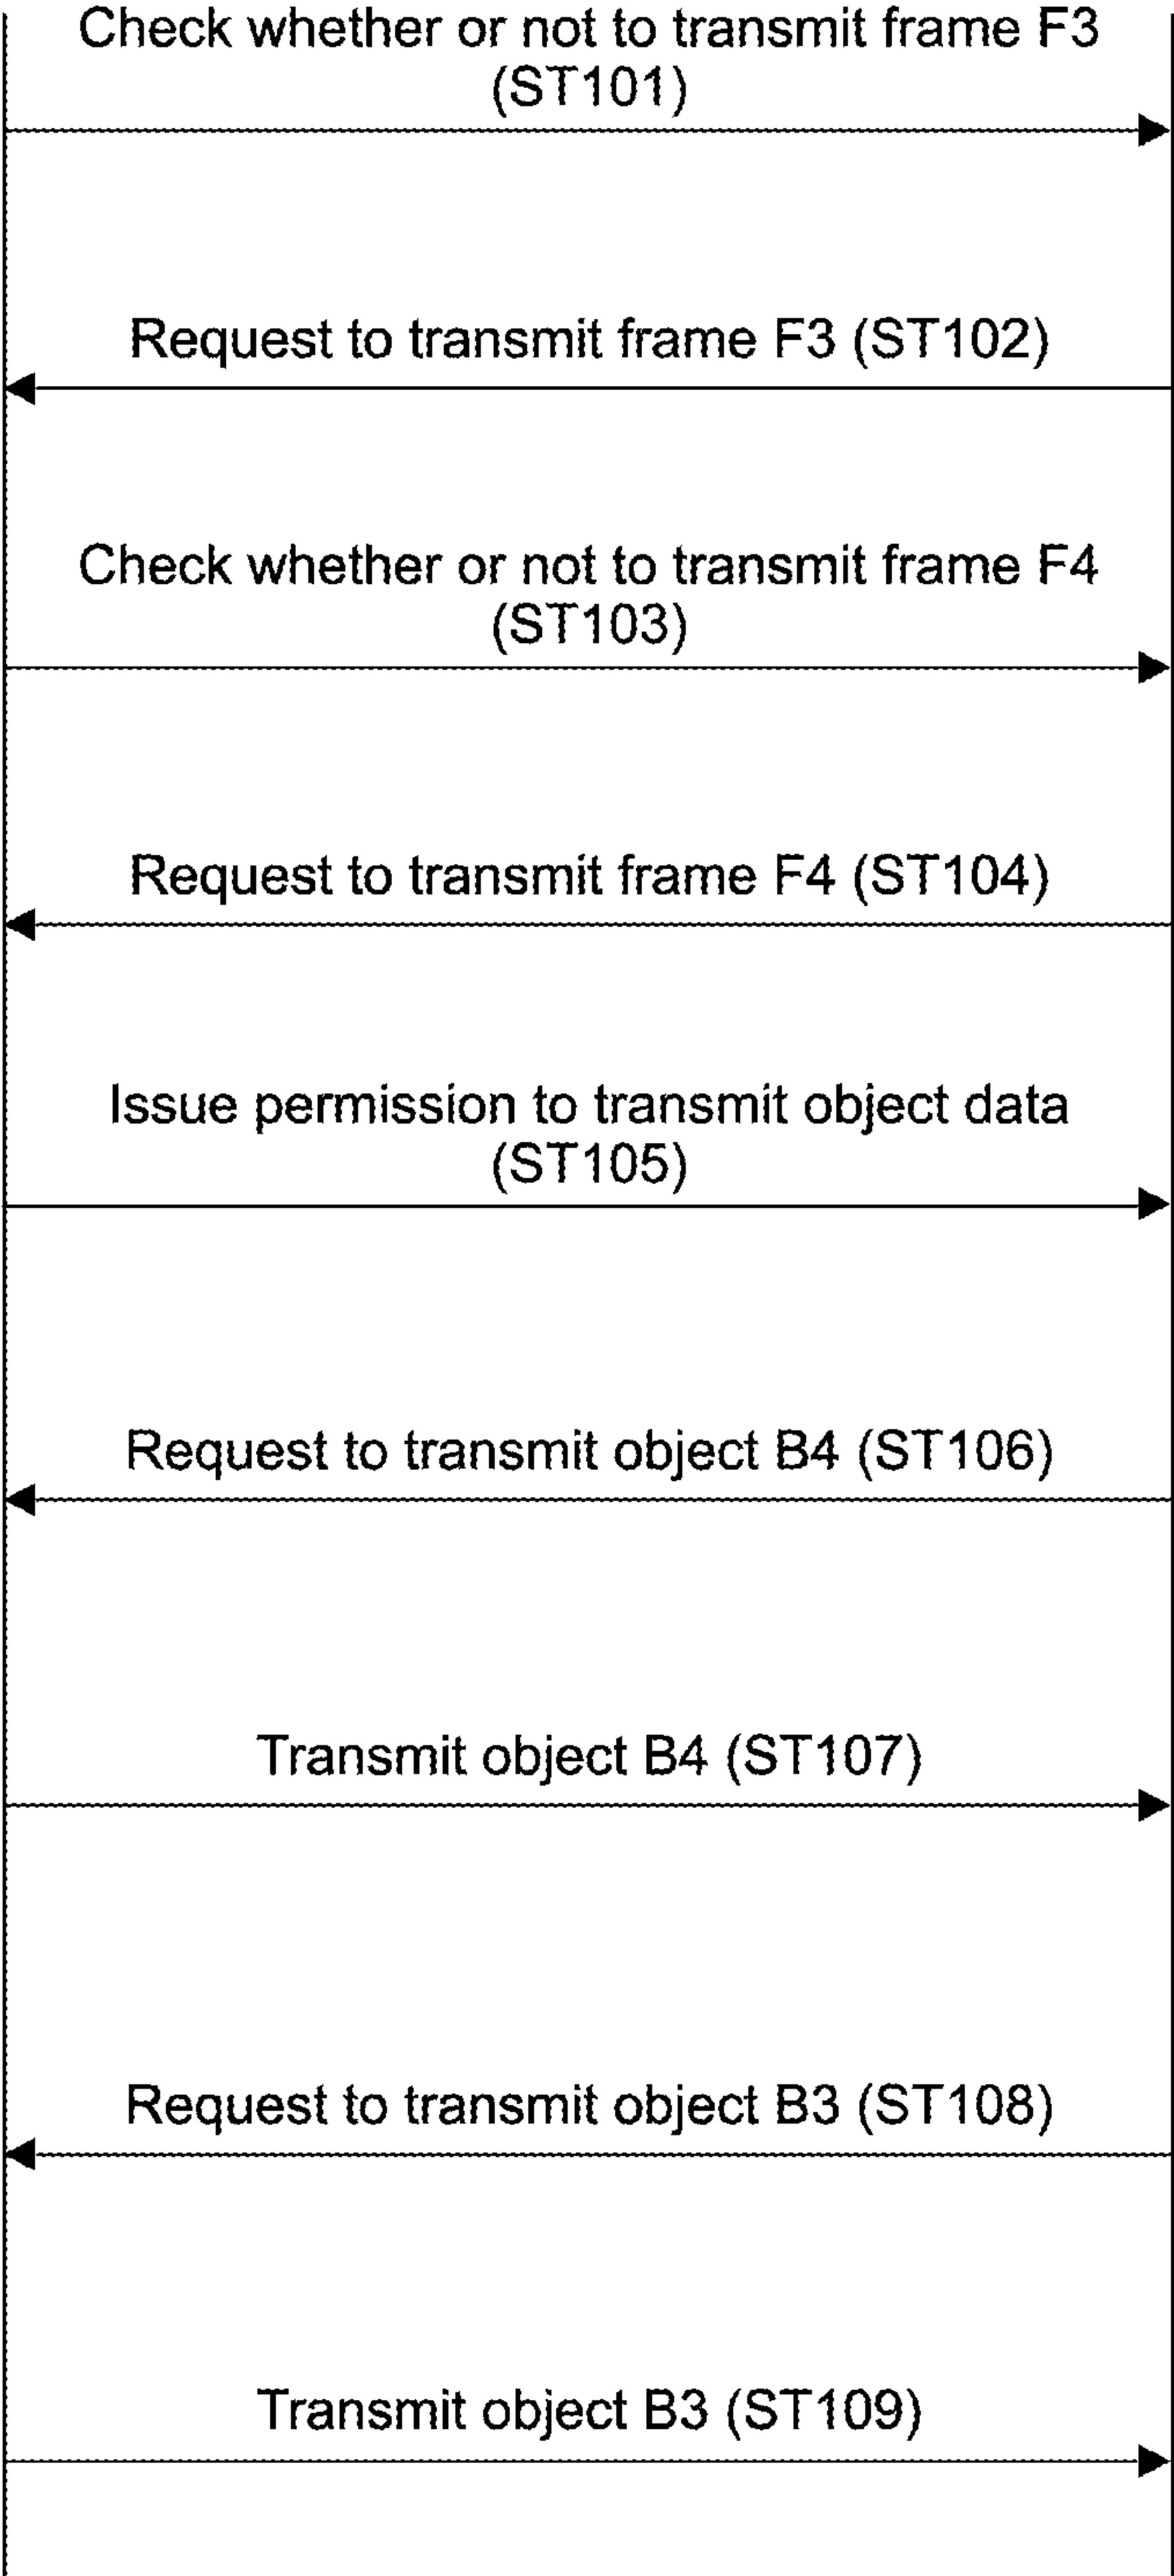 Check whether or not to transmit frame F3
(ST101)
Request to transmit frame F3 (ST102)
Check whether or not to transmit frame F4
(ST103)
Request to transmit frame F4 (ST104)
Issue permission to transmit object data
(ST105)
Request to transmit object B4 (ST106)
Transmit object B4 (ST107)
Request to transmit object B3 (ST108)
Transmit object B3 (ST109)